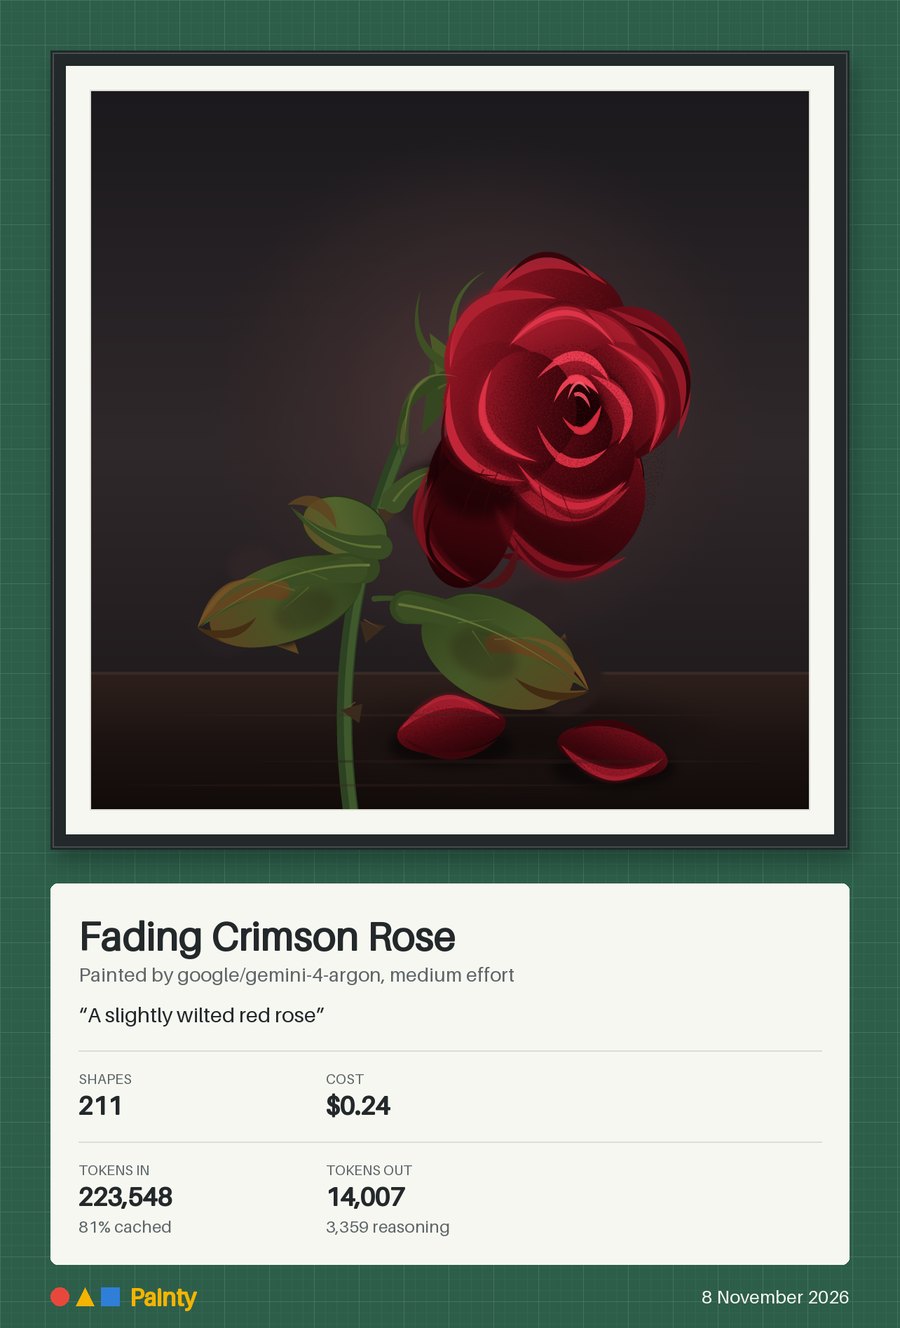 Fading Crimson Rose
Painted by google/gemini-4-argon, medium effort
“A slightly wilted red rose”
SHAPES
211
COST
$0.24
TOKENS IN
223,548
81% cached
TOKENS OUT
14,007
3,359 reasoning
Painty
8 November 2026